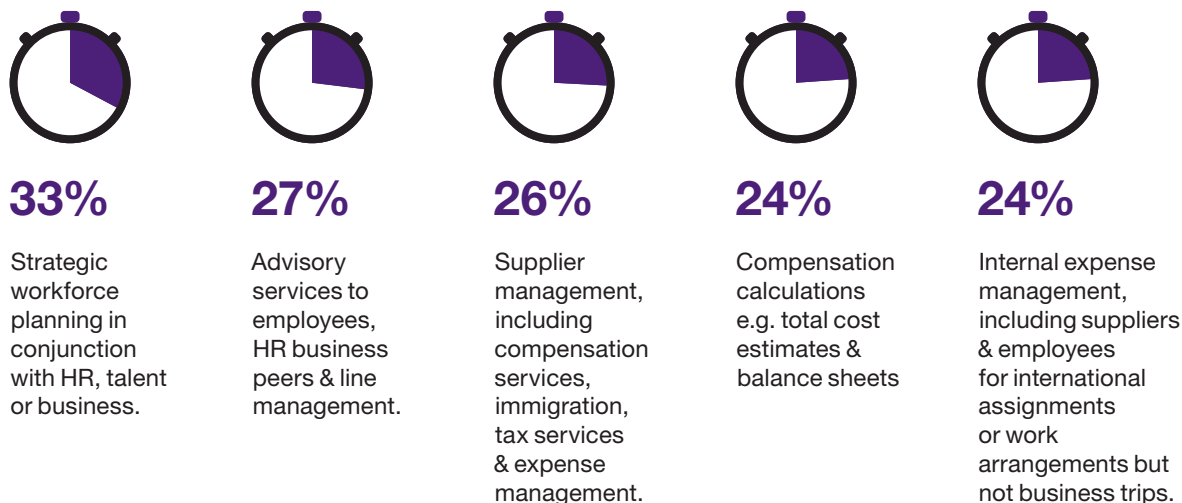 33%
Strategic
workforce
planning in
conjunction
with HR, talent
or business.
27%
Advisory
services to
employees,
HR business
peers & line
management.
26%
Supplier
management,
including
compensation
services,
immigration,
tax services
& expense
management.
24%
Compensation
calculations
e.g. total cost
estimates &
balance sheets
24%
Internal expense
management,
including suppliers
& employees
for international
assignments
or work
arrangements but
not business trips.